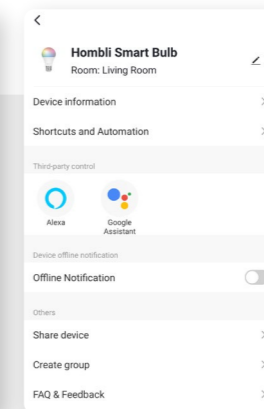 Hombli Smart Bulb
Room: Living Room
Device information
Shortcuts and Automation
Third-party control
Alexa
Google
Assistant
Device offline notification
Offline Notification
Others
Share device
Create group
FAQ & Feedback